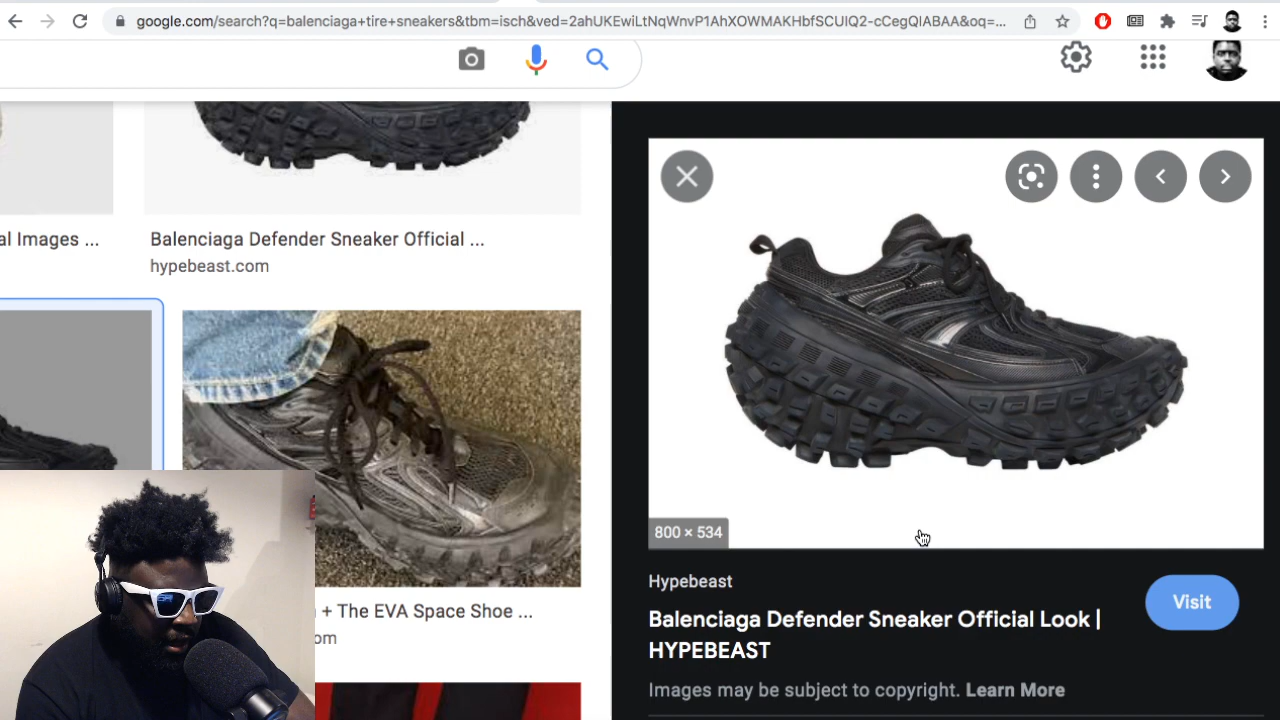 google.com/search?q=balenciaga+tire+sneakers&tbm=isch&ved=2ahUKEwiLtNqWnvP1AhXOWMAKHbfSCUIQ2-cCegQIABAA&oq=...
al Images ...
Balenciaga Defender Sneaker Official ...
hypebeast.com
+ The EVA Space Shoe ...
om
800 × 534
Hypebeast
Balenciaga Defender Sneaker Official Look |
HYPEBEAST
Visit
Images may be subject to copyright. Learn More